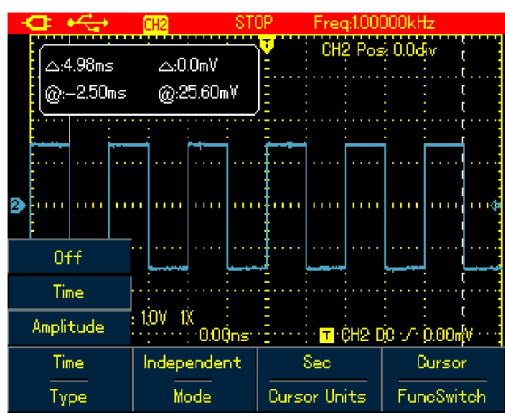 CH2 STOP Freq:1.00000kHz
T
CH2 Pos: 0.0div
△:4.98ms △:0.0mV
@:-2.50ms @:25.60mV
2
Off
Time
Amplitude
1.0V 1X
0.00ns T CH2 DC 0.00mV
Time Independent Sec Cursor
Type Mode Cursor Units FuncSwitch